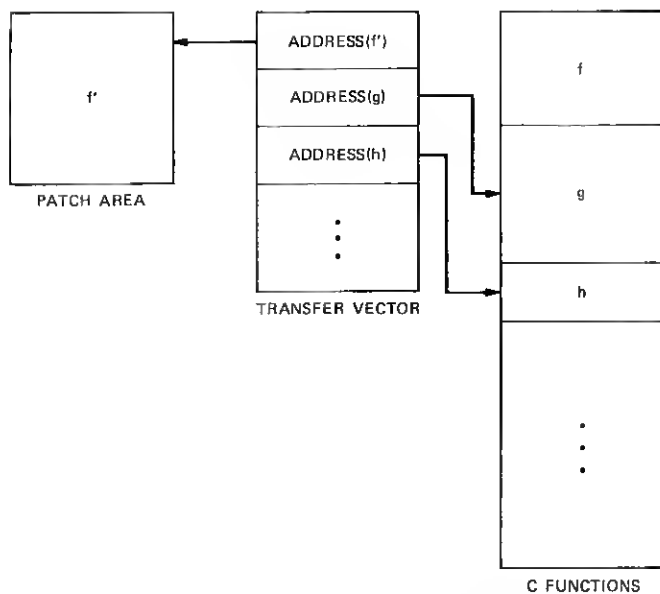 f'
PATCH AREA
ADDRESS(f')
ADDRESS(g)
ADDRESS(h)
TRANSFER VECTOR
f
g
h
C FUNCTIONS